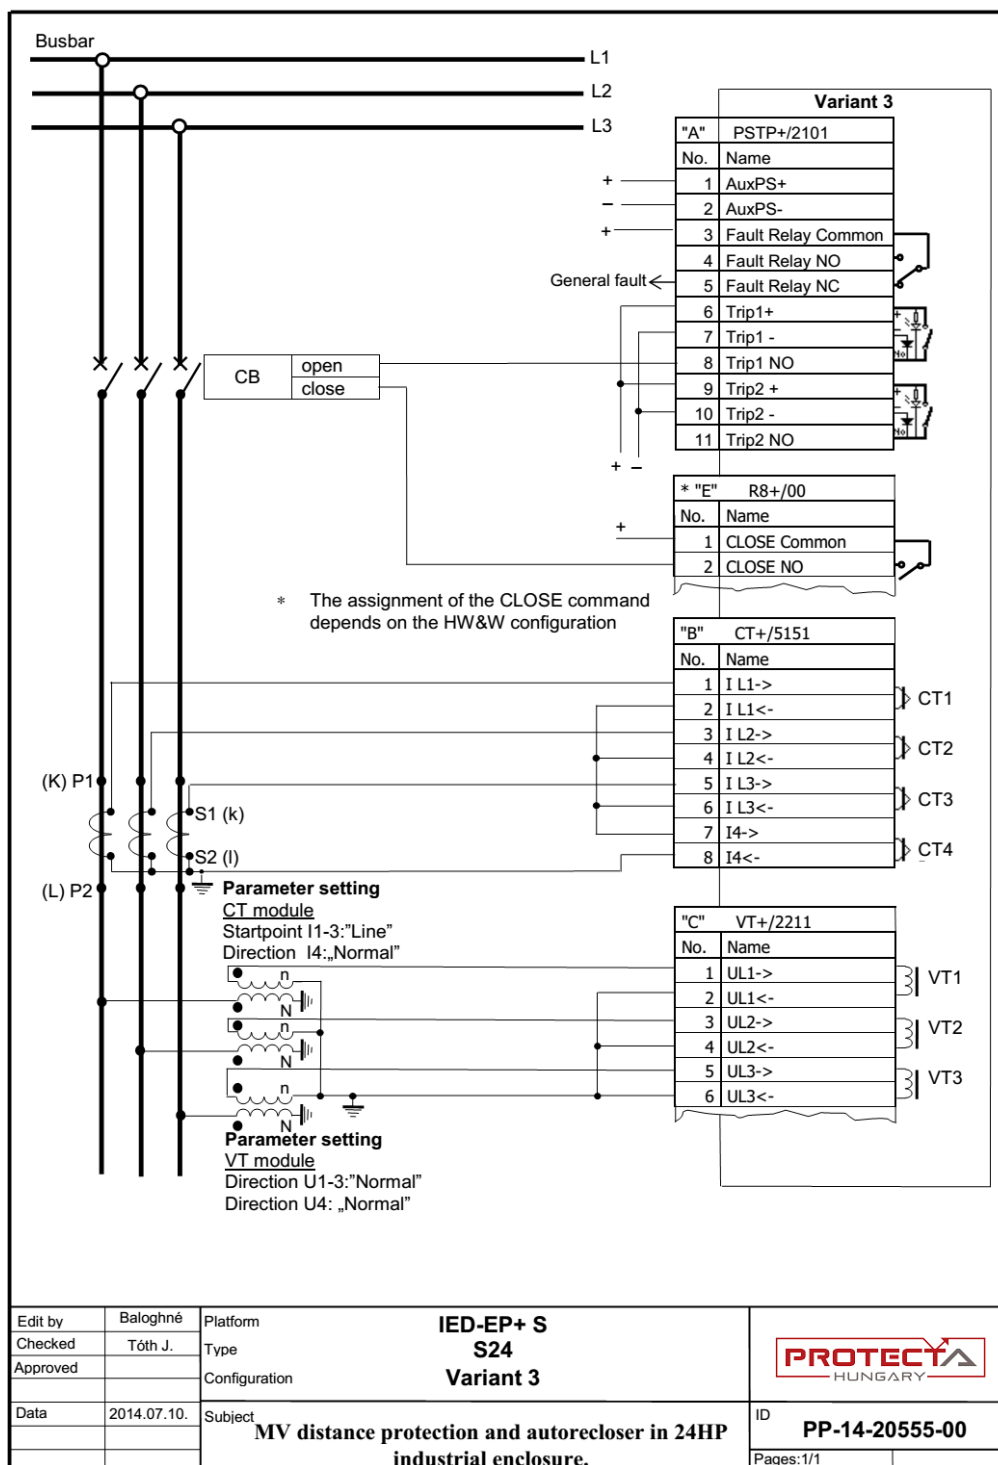 Busbar
L1
L2
L3
Variant 3
"A" PSTP+/2101
No. Name
+ 1 AuxPS+
− 2 AuxPS-
+ 3 Fault Relay Common
4 Fault Relay NO
General fault 5 Fault Relay NC
6 Trip1+
7 Trip1 -
8 Trip1 NO
9 Trip2 +
10 Trip2 -
11 Trip2 NO
CB open
close
+ −
* "E" R8+/00
No. Name
+ 1 CLOSE Common
2 CLOSE NO
* The assignment of the CLOSE command
depends on the HW&W configuration
"B" CT+/5151
No. Name
1 I L1->
2 I L1<-
CT1
3 I L2->
4 I L2<-
CT2
5 I L3->
6 I L3<-
CT3
7 I4->
8 I4<-
CT4
(K) P1
S1 (k)
S2 (l)
(L) P2
Parameter setting
CT module
Startpoint I1-3:”Line”
Direction I4:„Normal”
"C" VT+/2211
No. Name
1 UL1->
2 UL1<-
VT1
3 UL2->
4 UL2<-
VT2
5 UL3->
6 UL3<-
VT3
n
N
n
N
n
N
Parameter setting
VT module
Direction U1-3:”Normal”
Direction U4: „Normal”
Edit by Baloghné
Checked Tóth J.
Approved
Data 2014.07.10.
Platform IED-EP+ S
Type S24
Configuration Variant 3
Subject MV distance protection and autorecloser in 24HP
industrial enclosure.
PROTECTA
HUNGARY
ID PP-14-20555-00
Pages:1/1